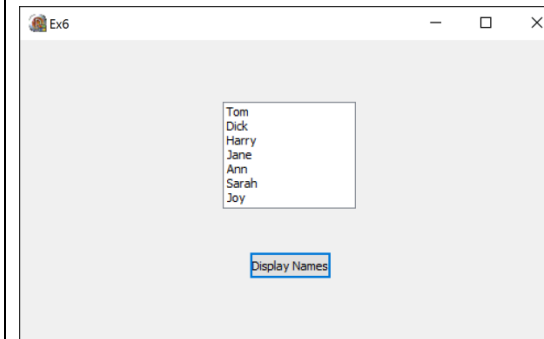 Ex6
Tom
Dick
Harry
Jane
Ann
Sarah
Joy
Display Names